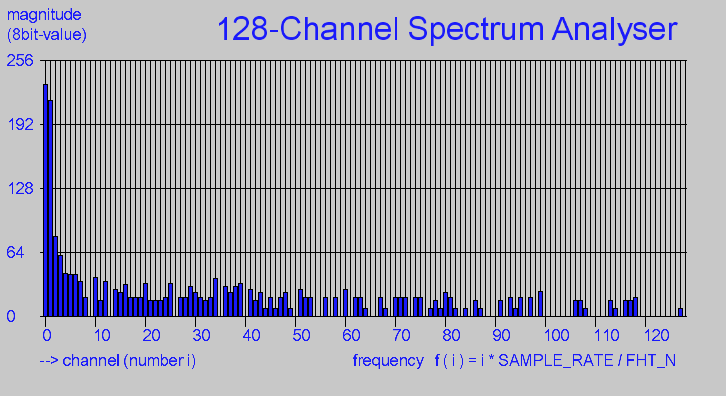 magnitude
(8bit-value)
128-Channel Spectrum Analyser
256
192
128
64
0
0 10 20 30 40 50 60 70 80 90 100 110 120
--> channel (number i)
frequency f ( i ) = i * SAMPLE_RATE / FHT_N